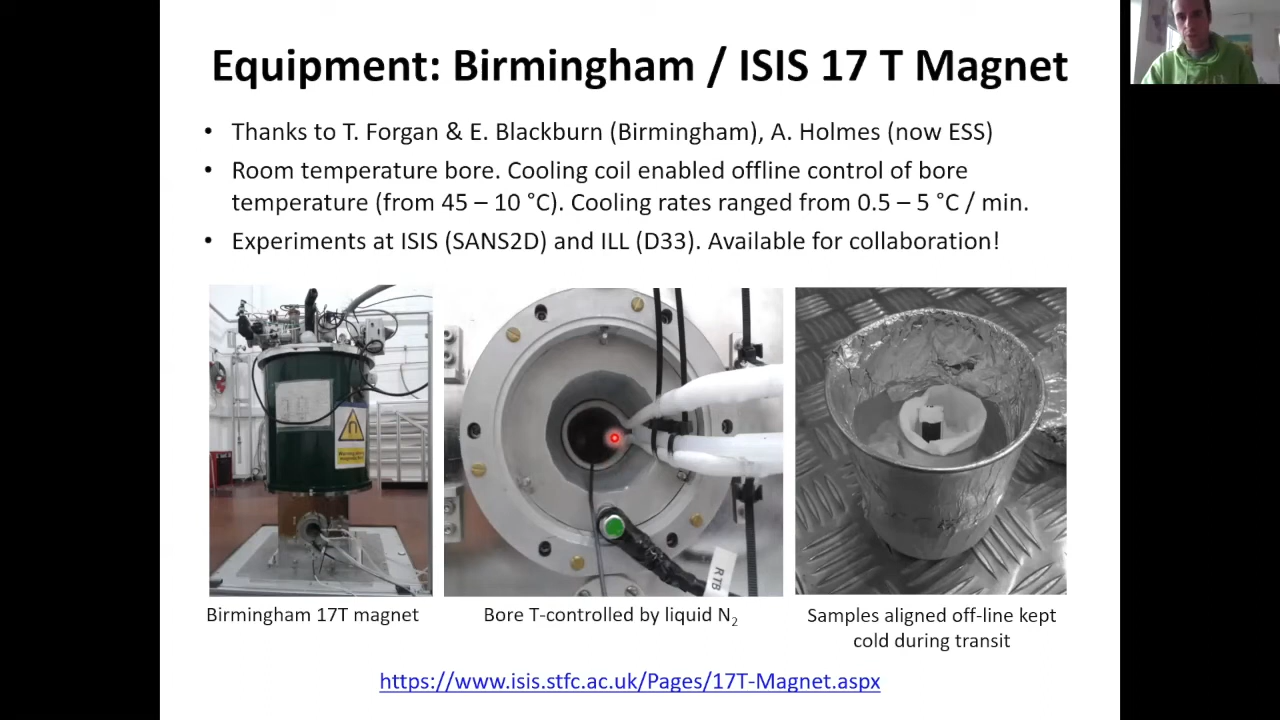 Equipment: Birmingham / ISIS 17 T Magnet
• Thanks to T. Forgan & E. Blackburn (Birmingham), A. Holmes (now ESS)
• Room temperature bore. Cooling coil enabled offline control of bore
temperature (from 45 – 10 °C). Cooling rates ranged from 0.5 – 5 °C / min.
• Experiments at ISIS (SANS2D) and ILL (D33). Available for collaboration!
RTB
Birmingham 17T magnet
Bore T-controlled by liquid N₂
Samples aligned off-line kept
cold during transit
https://www.isis.stfc.ac.uk/Pages/17T-Magnet.aspx